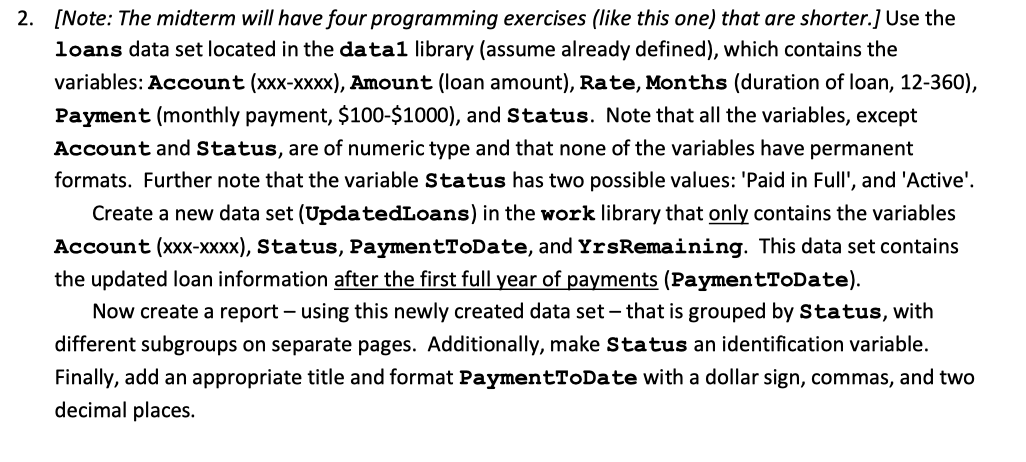 2. [Note: The midterm will have four programming exercises (like this one) that are shorter.] Use the
loans data set located in the data1 library (assume already defined), which contains the
variables: Account (xxx-xxxx), Amount (loan amount), Rate, Months (duration of loan, 12-360),
Payment (monthly payment, $100-$1000), and Status. Note that all the variables, except
Account and Status, are of numeric type and that none of the variables have permanent
formats. Further note that the variable Status has two possible values: 'Paid in Full', and 'Active'.
Create a new data set (UpdatedLoans) in the work library that only contains the variables
Account (xxx-xxxx), Status, PaymentToDate, and YrsRemaining. This data set contains
the updated loan information after the first full year of payments (PaymentToDate).
Now create a report – using this newly created data set – that is grouped by Status, with
different subgroups on separate pages. Additionally, make Status an identification variable.
Finally, add an appropriate title and format PaymentToDate with a dollar sign, commas, and two
decimal places.